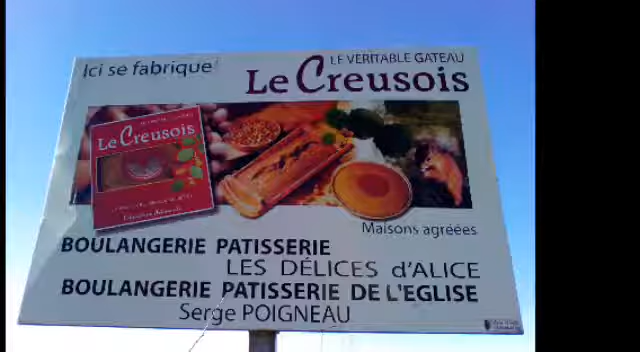 Ici se fabrique
LE VERITABLE GATEAU
Le Creusois
Le Creusois
Maisons agréées
BOULANGERIE PATISSERIE
LES DÉLICES d'ALICE
BOULANGERIE PATISSERIE DE L'EGLISE
Serge POIGNEAU